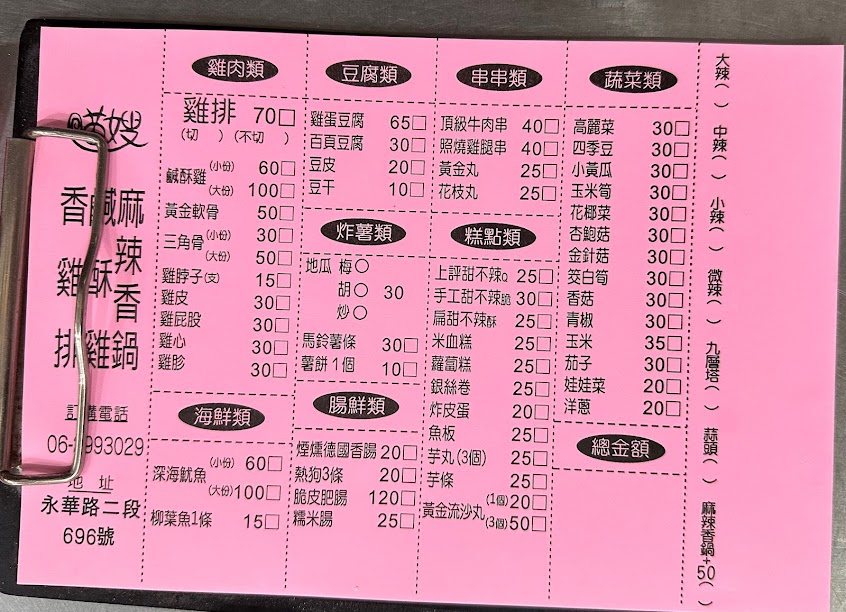 香雞排
鹹酥雞
麻辣香鍋
訂購電話
永華路二段
696號
雞肉類
雞排 70□
(切 )(不切 )
鹹酥雞(小份) 60□
(大份) 100□
黃金軟骨 50□
三角骨(小份) 30□
(大份) 50□
雞脖子(支) 15□
雞皮 30□
雞屁股 30□
雞心 30□
雞胗 30□
海鮮類
深海魷魚(小份) 60□
(大份)100□
柳葉魚1條 15□
豆腐類
雞蛋豆腐 65□
百頁豆腐 30□
豆皮 20□
豆干 10□
炸薯類
地瓜 梅○
胡○ 30
炒○
馬鈴薯條 30□
薯餅1個 10□
腸鮮類
煙燻德國香腸 20□
熱狗3條 20□
脆皮肥腸 120□
糯米腸 25□
串串類
頂級牛肉串 40□
照燒雞腿串 40□
黃金丸 25□
花枝丸 25□
糕點類
上評甜不辣Q 25□
手工甜不辣脆 30□
扁甜不辣酥 25□
米血糕 25□
蘿蔔糕 25□
銀絲卷 25□
炸皮蛋 20□
魚板 25□
芋丸(3個) 25□
芋條 25□
黃金流沙丸(1個)20□
(3個)50□
蔬菜類
高麗菜 30□
四季豆 30□
小黃瓜 30□
玉米筍 30□
花椰菜 30□
杏鮑菇 30□
金針菇 30□
筊白筍 30□
香菇 30□
青椒 30□
玉米 35□
茄子 30□
娃娃菜 20□
洋蔥 20□
總金額
大辣( ) 中辣( ) 小辣( ) 微辣( ) 九層塔( ) 蒜頭( ) 麻辣香鍋+50( )